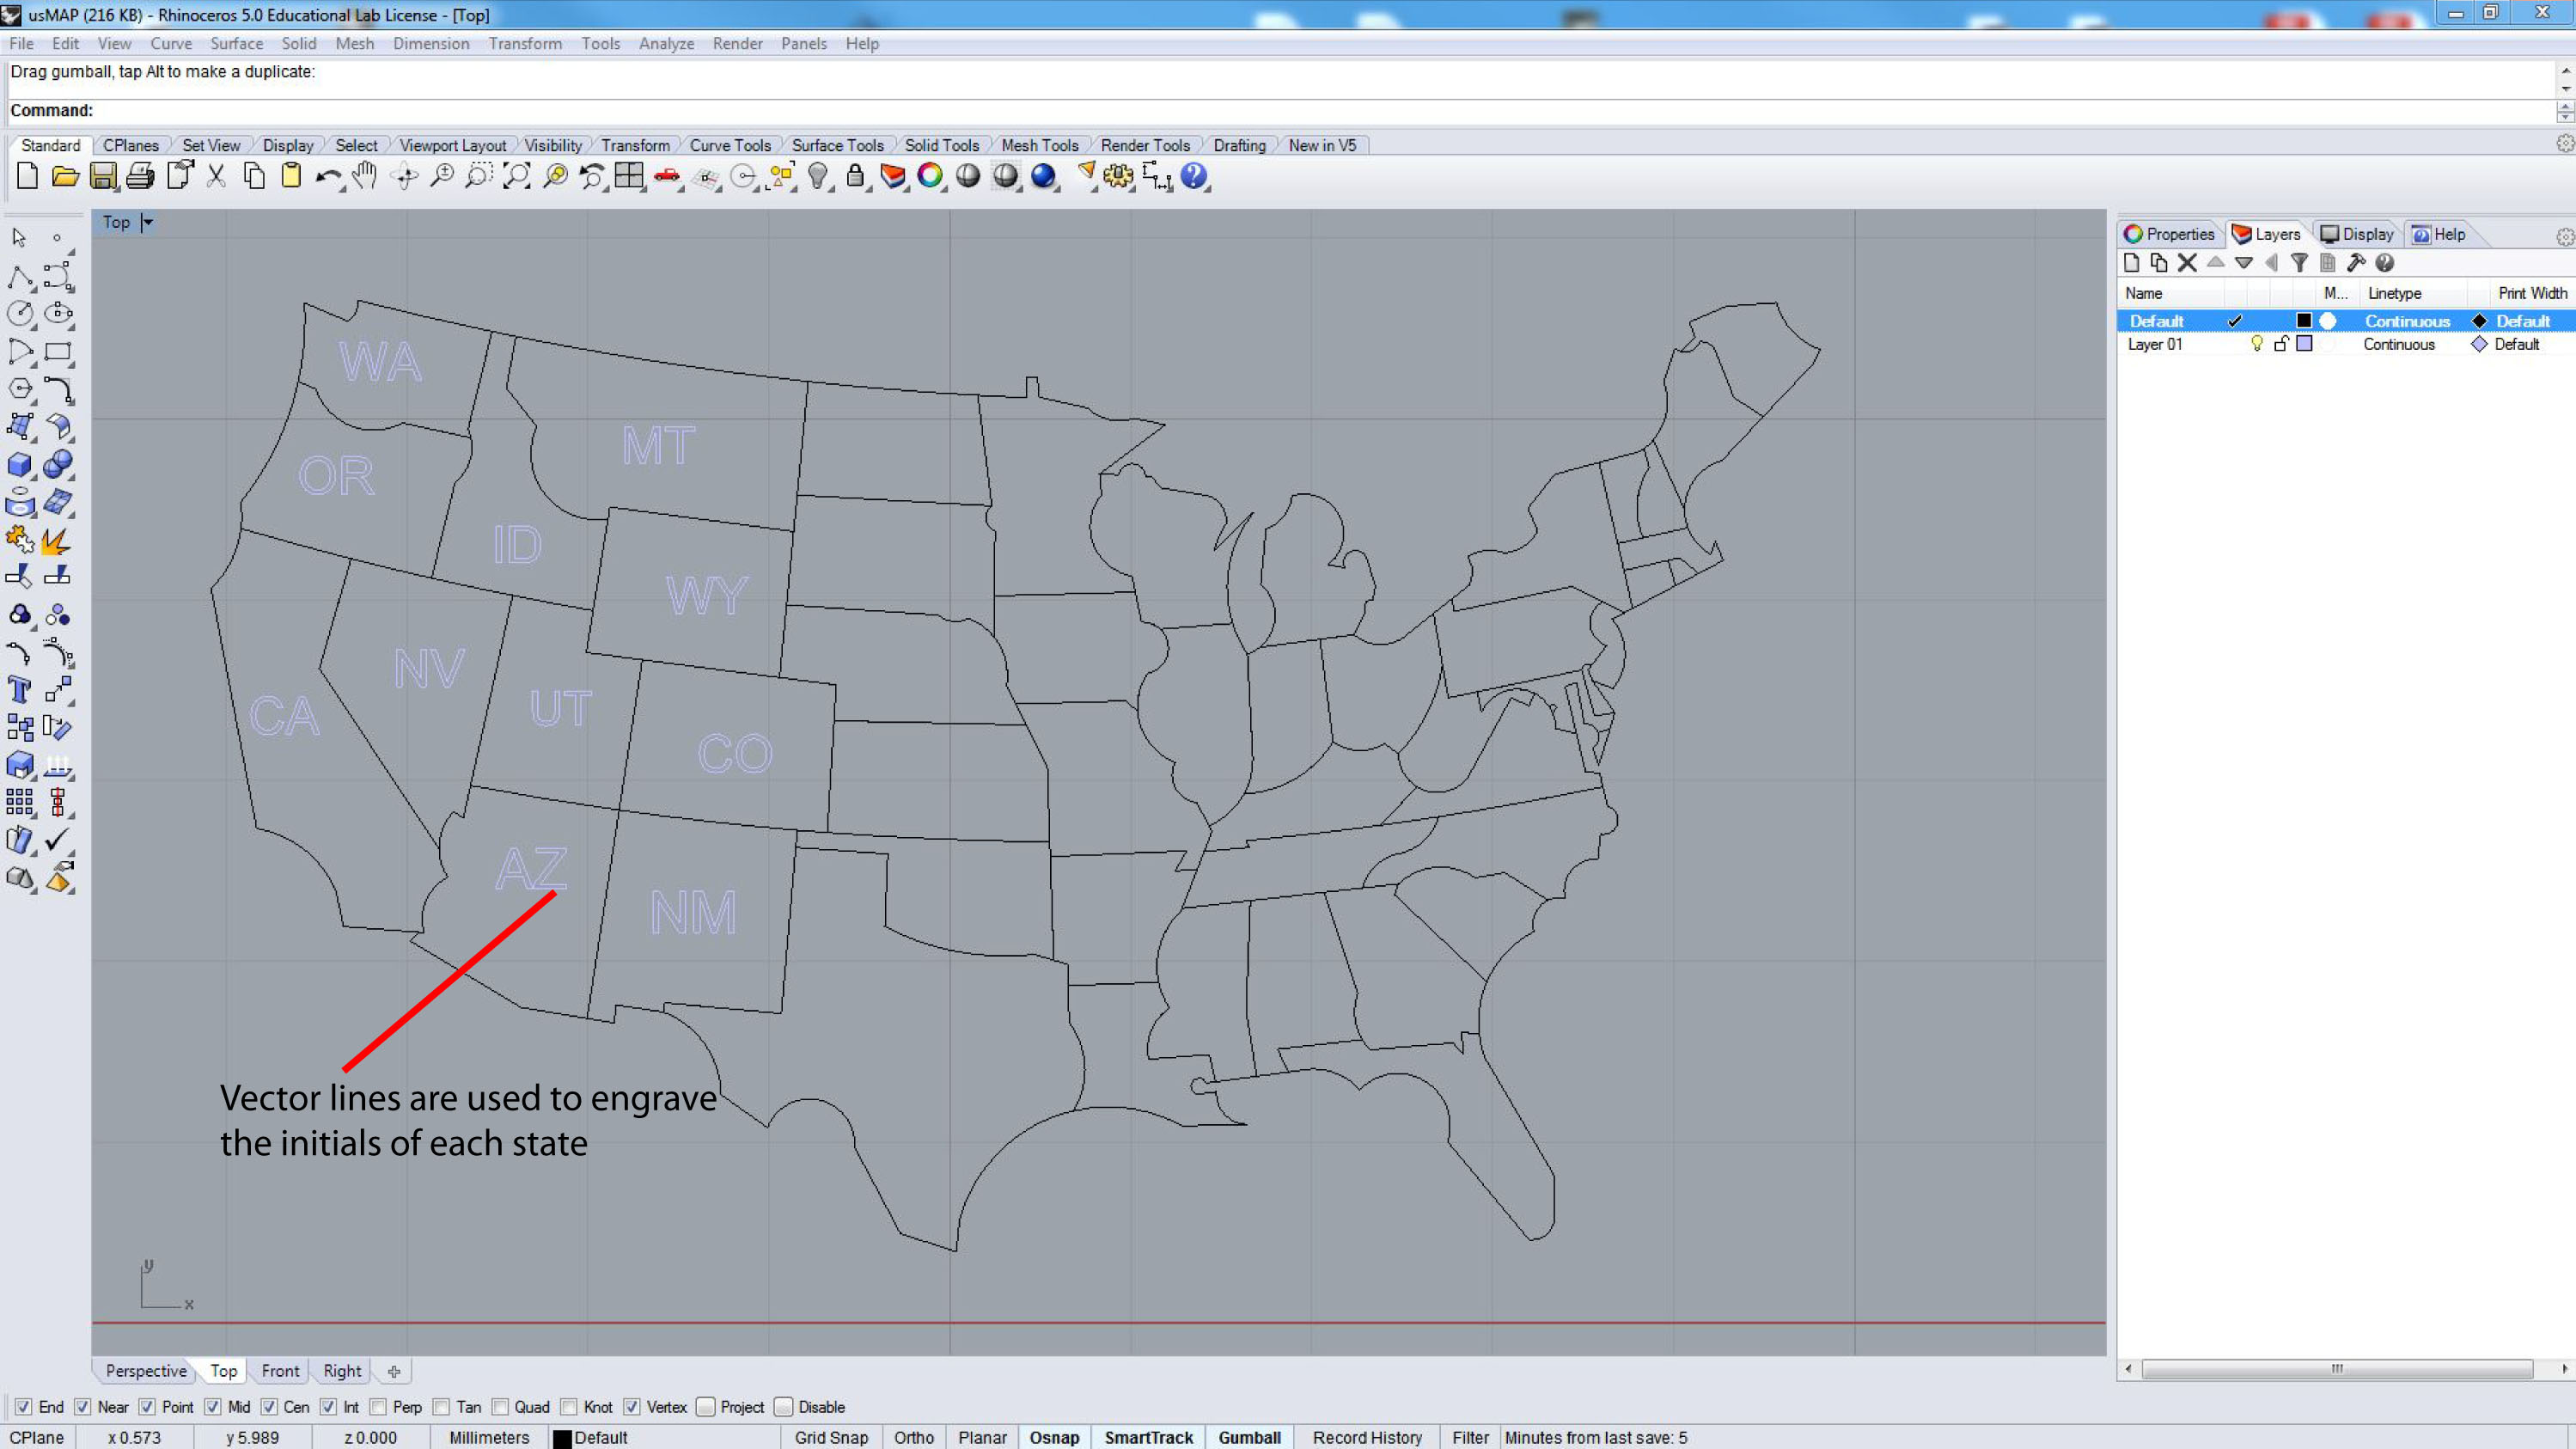 usMAP (216 KB) - Rhinoceros 5.0 Educational Lab License - [Top]
File Edit View Curve Surface Solid Mesh Dimension Transform Tools Analyze Render Panels Help
Drag gumball, tap Alt to make a duplicate:
Command:
Standard CPlanes Set View Display Select Viewport Layout Visibility Transform Curve Tools Surface Tools Solid Tools Mesh Tools Render Tools Drafting New in V5
Top
Properties Layers Display Help
Name M... Linetype Print Width
Default Continuous Default
Layer 01 Continuous Default
WA
MT
OR
ID
WY
NV
UT
CA
CO
AZ
NM
Vector lines are used to engrave
the initials of each state
y
x
Perspective Top Front Right
End Near Point Mid Cen Int Perp Tan Quad Knot Vertex Project Disable
CPlane x 0.573 y 5.989 z 0.000 Millimeters Default Grid Snap Ortho Planar Osnap SmartTrack Gumball Record History Filter Minutes from last save: 5